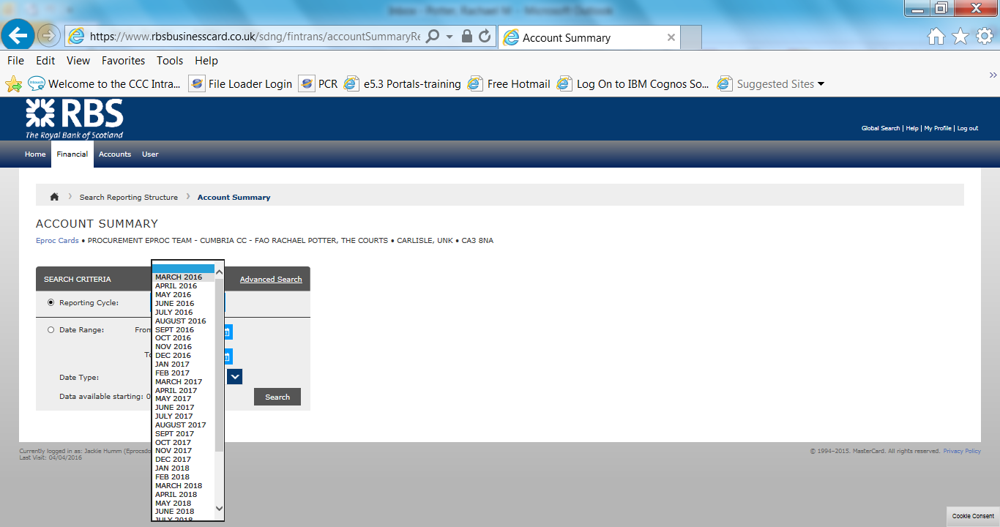 https://www.rbsbusinesscard.co.uk/sdng/fintrans/accountSummaryRe
Account Summary
File Edit View Favorites Tools Help
Welcome to the CCC Intra... File Loader Login PCR e5.3 Portals-training Free Hotmail Log On to IBM Cognos So... Suggested Sites
RBS
The Royal Bank of Scotland
Global Search | Help | My Profile | Log out
Home Financial Accounts User
Search Reporting Structure Account Summary
ACCOUNT SUMMARY
Eproc Cards • PROCUREMENT EPROC TEAM - CUMBRIA CC - FAO RACHAEL POTTER, THE COURTS • CARLISLE, UNK • CA3 8NA
SEARCH CRITERIA Advanced Search
Reporting Cycle:
Date Range: From
To
Date Type:
Data available starting: 0
Search
MARCH 2016
APRIL 2016
MAY 2016
JUNE 2016
JULY 2016
AUGUST 2016
SEPT 2016
OCT 2016
NOV 2016
DEC 2016
JAN 2017
FEB 2017
MARCH 2017
APRIL 2017
MAY 2017
JUNE 2017
JULY 2017
AUGUST 2017
SEPT 2017
OCT 2017
NOV 2017
DEC 2017
JAN 2018
FEB 2018
MARCH 2018
APRIL 2018
MAY 2018
JUNE 2018
JULY 2018
Currently logged in as: Jackie Humm (Eprocsdo
Last Visit: 04/04/2016
© 1994–2015. MasterCard. All rights reserved. Privacy Policy
Cookie Consent